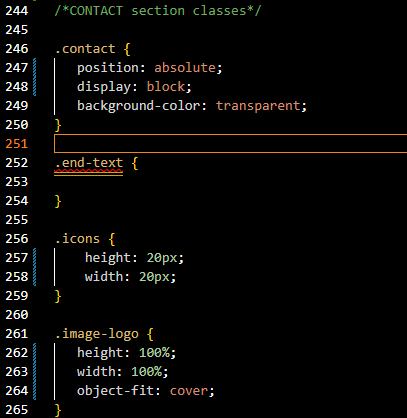 244 /*CONTACT section classes*/
245
246 .contact {
247 position: absolute;
248 display: block;
249 background-color: transparent;
250 }
251
252 .end-text {
253
254 }
255
256 .icons {
257 height: 20px;
258 width: 20px;
259 }
260
261 .image-logo {
262 height: 100%;
263 width: 100%;
264 object-fit: cover;
265 }